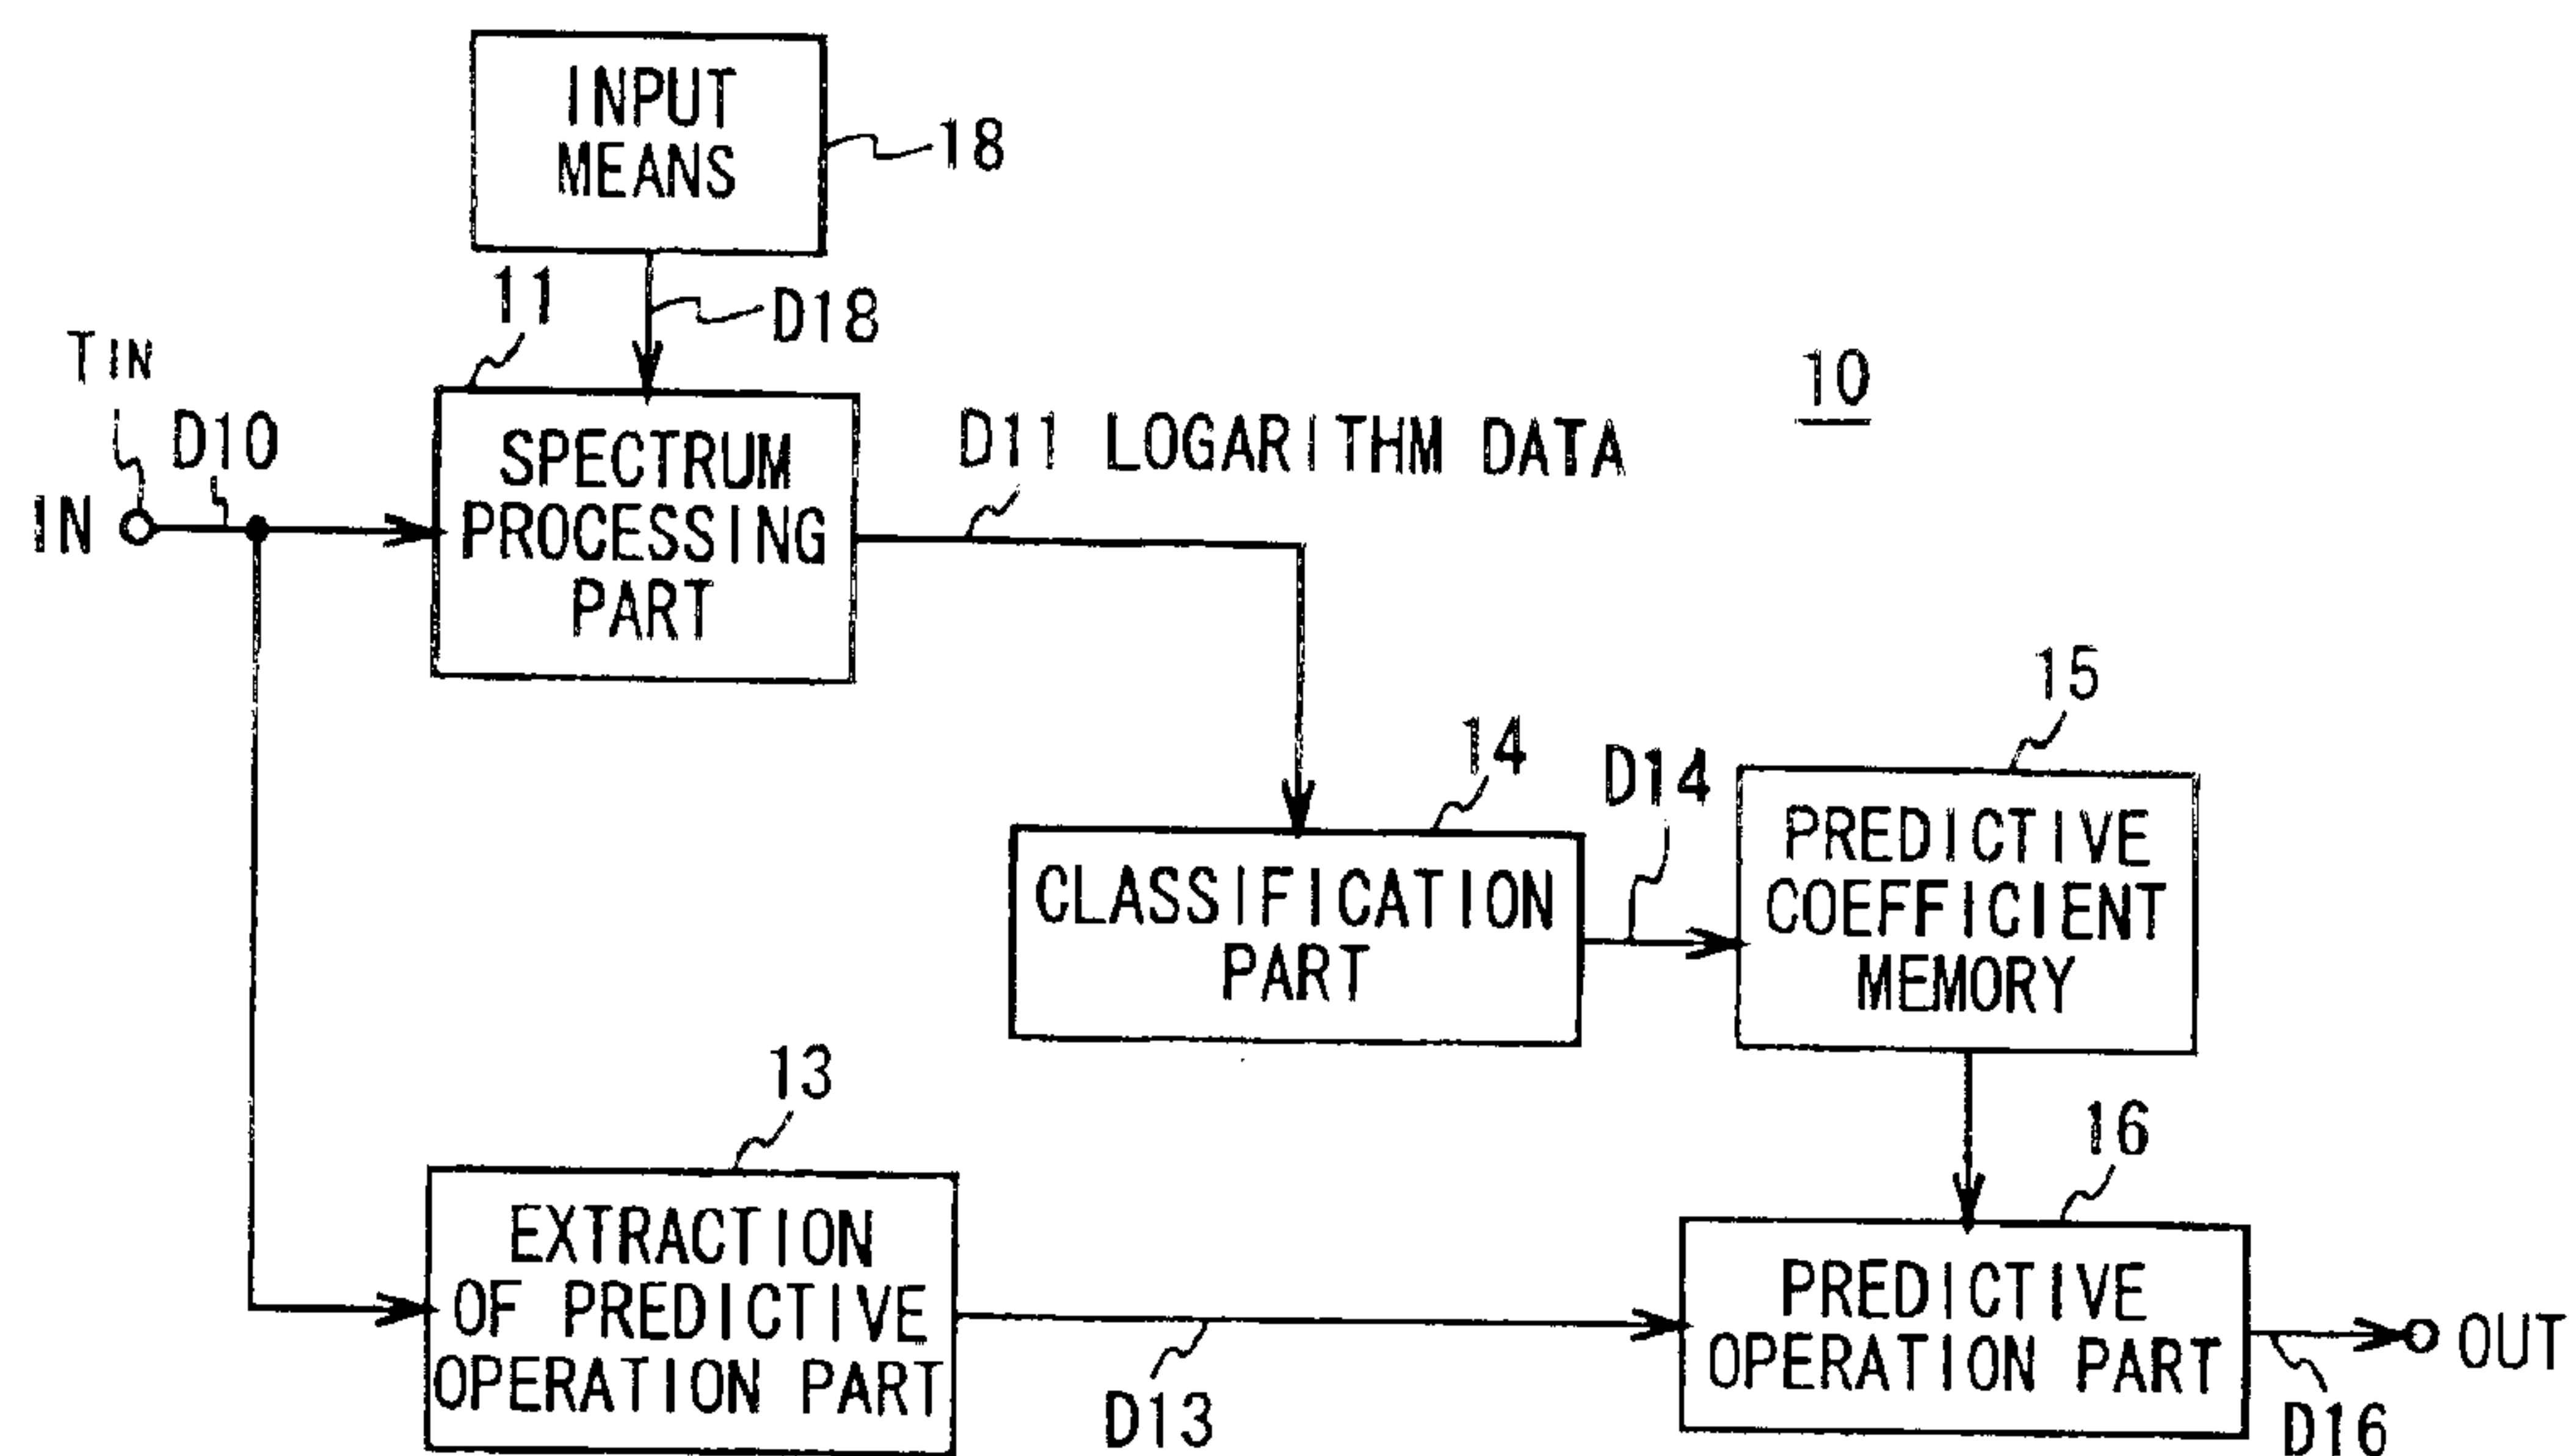 INPUT
MEANS
18
11
D18
TIN
D10
IN
SPECTRUM
PROCESSING
PART
D11 LOGARITHM DATA
10
15
14
D14
PREDICTIVE
COEFFICIENT
MEMORY
CLASSIFICATION
PART
13
16
EXTRACTION
OF PREDICTIVE
OPERATION PART
D13
PREDICTIVE
OPERATION PART
OUT
D16